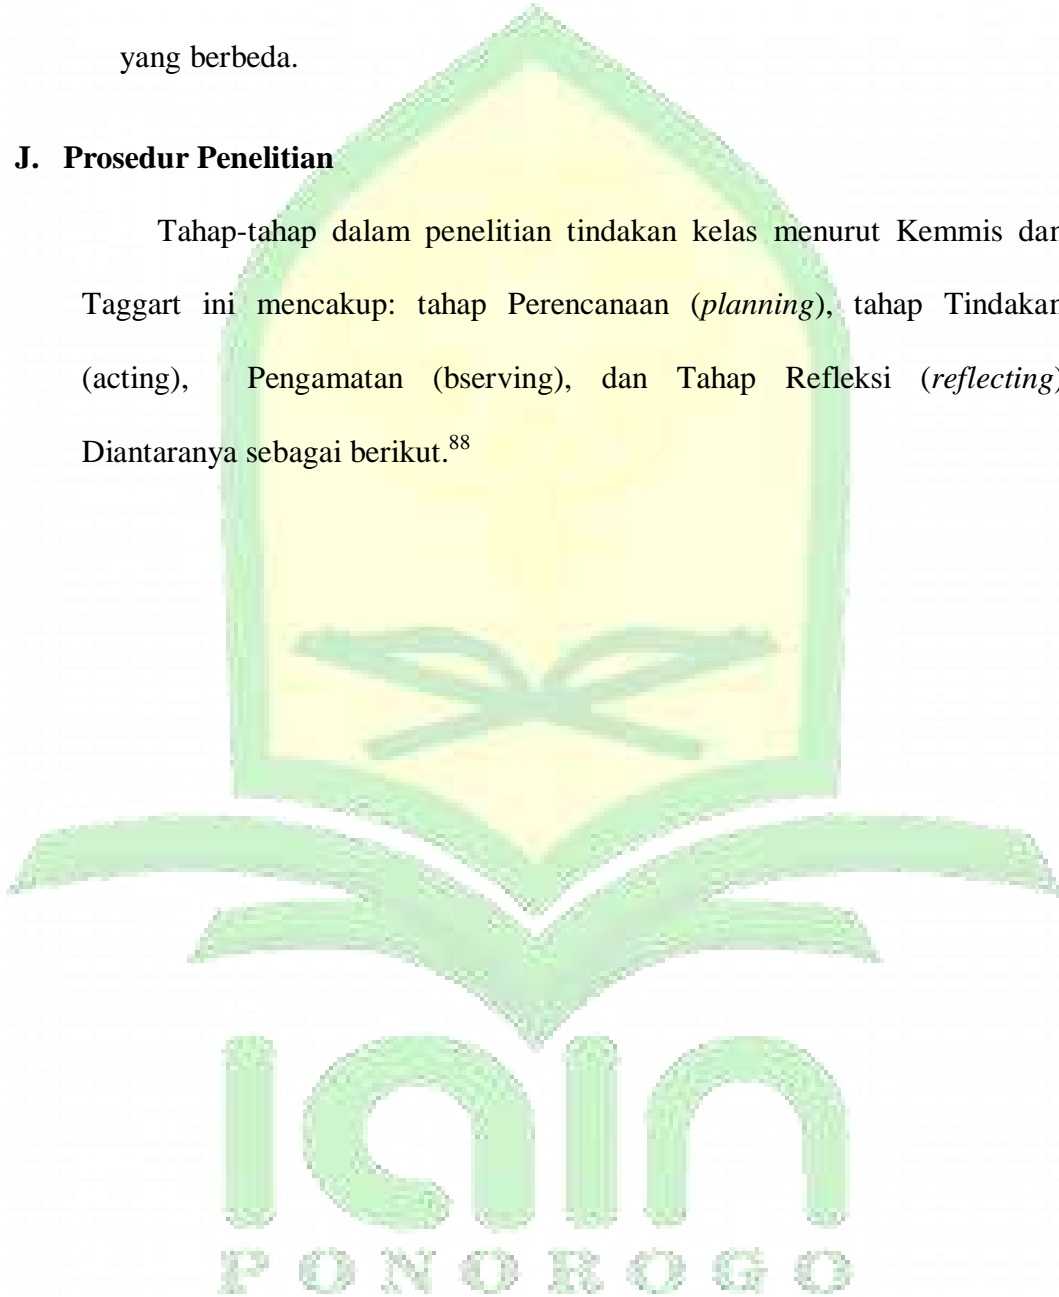 yang berbeda.
J. Prosedur Penelitian
Tahap-tahap dalam penelitian tindakan kelas menurut Kemmis dan
Taggart ini mencakup: tahap Perencanaan (planning), tahap Tindakan
(acting), Pengamatan (bserving), dan Tahap Refleksi (reflecting)
Diantaranya sebagai berikut.88
iain
PONOROGO